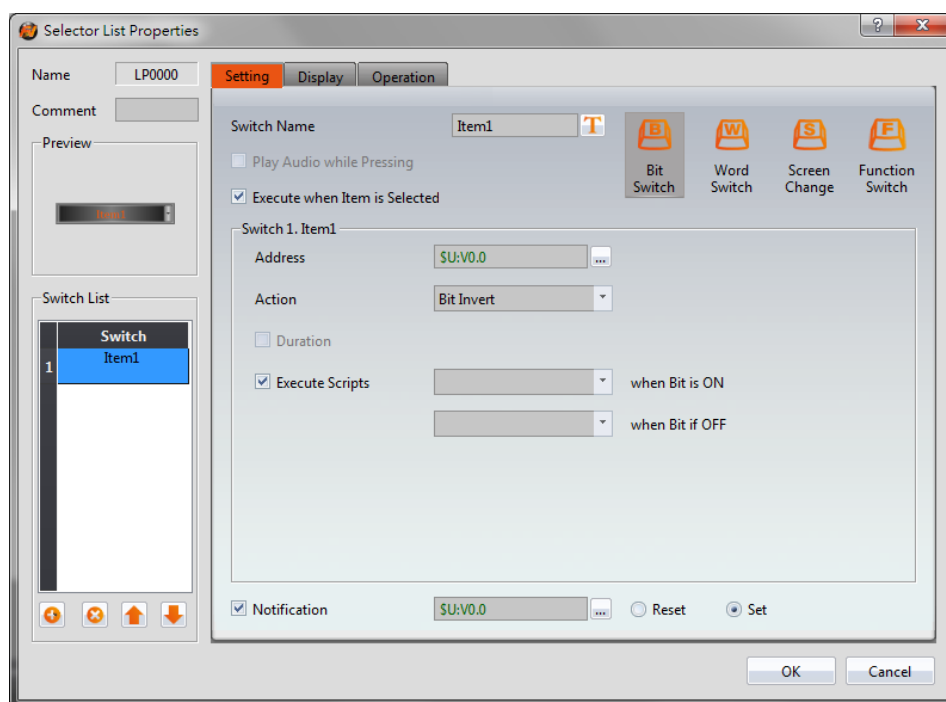 Selector List Properties
?
Name LP0000
Comment
Preview
Item1
Switch List
Switch
1 Item1
Setting Display Operation
Switch Name Item1 T
Play Audio while Pressing
Execute when Item is Selected
B Bit Switch
W Word Switch
S Screen Change
F Function Switch
Switch 1. Item1
Address $U:V0.0 ...
Action Bit Invert
Duration
Execute Scripts when Bit is ON
when Bit if OFF
Notification $U:V0.0 ... Reset Set
OK Cancel